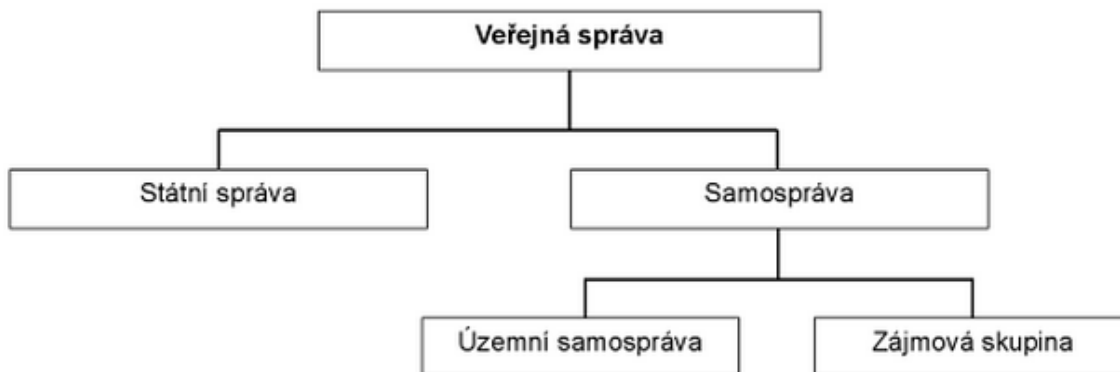 Veřejná správa
Státní správa
Samospráva
Územní samospráva
Zájmová skupina